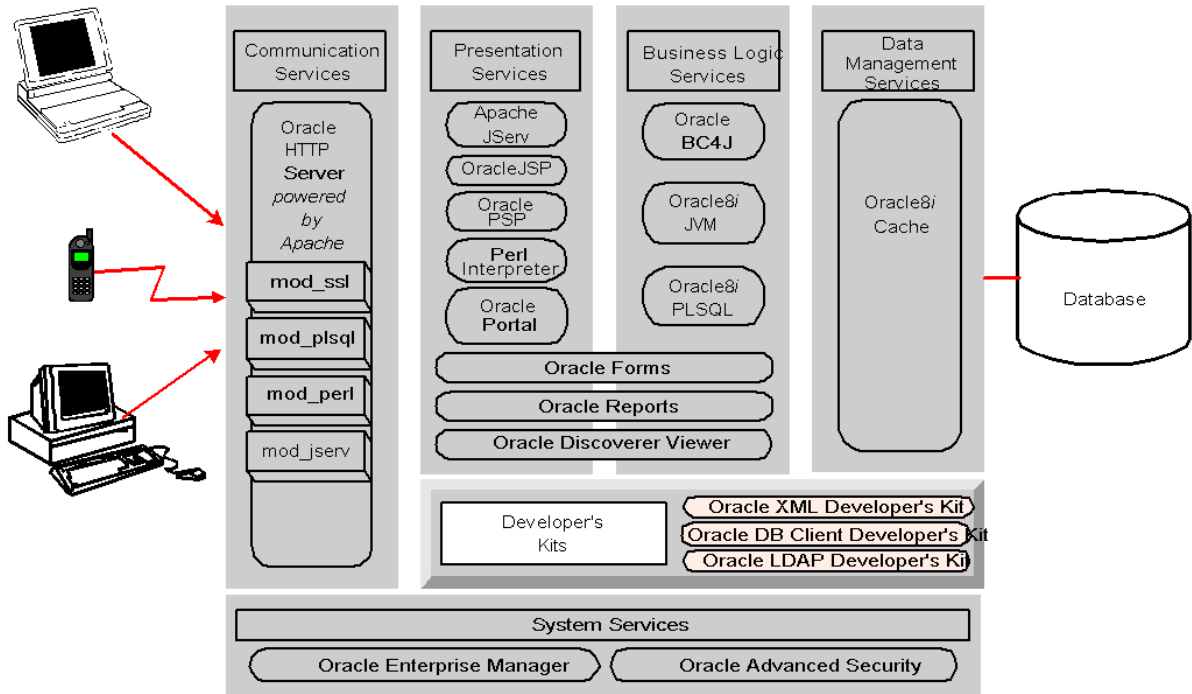 Communication
Services
Oracle
HTTP
Server
powered
by
Apache
mod_ssl
mod_plsql
mod_perl
mod_jserv
Presentation
Services
Apache
JServ
OracleJSP
Oracle
PSP
Perl
Interpreter
Oracle
Portal
Business Logic
Services
Oracle
BC4J
Oracle8i
JVM
Oracle8i
PLSQL
Oracle Forms
Oracle Reports
Oracle Discoverer Viewer
Data
Management
Services
Oracle8i
Cache
Database
Developer's
Kits
Oracle XML Developer's Kit
Oracle DB Client Developer's Kit
Oracle LDAP Developer's Kit
System Services
Oracle Enterprise Manager
Oracle Advanced Security